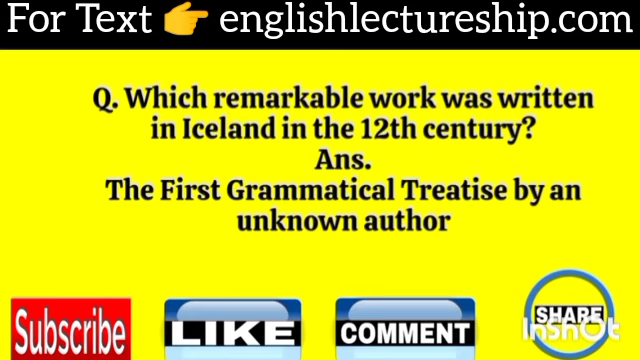 For Text 👉 englishlectureship.com
Q. Which remarkable work was written
in Iceland in the 12th century?
Ans.
The First Grammatical Treatise by an
unknown author
Subscribe
LIKE
COMMENT
SHARE
InShOt